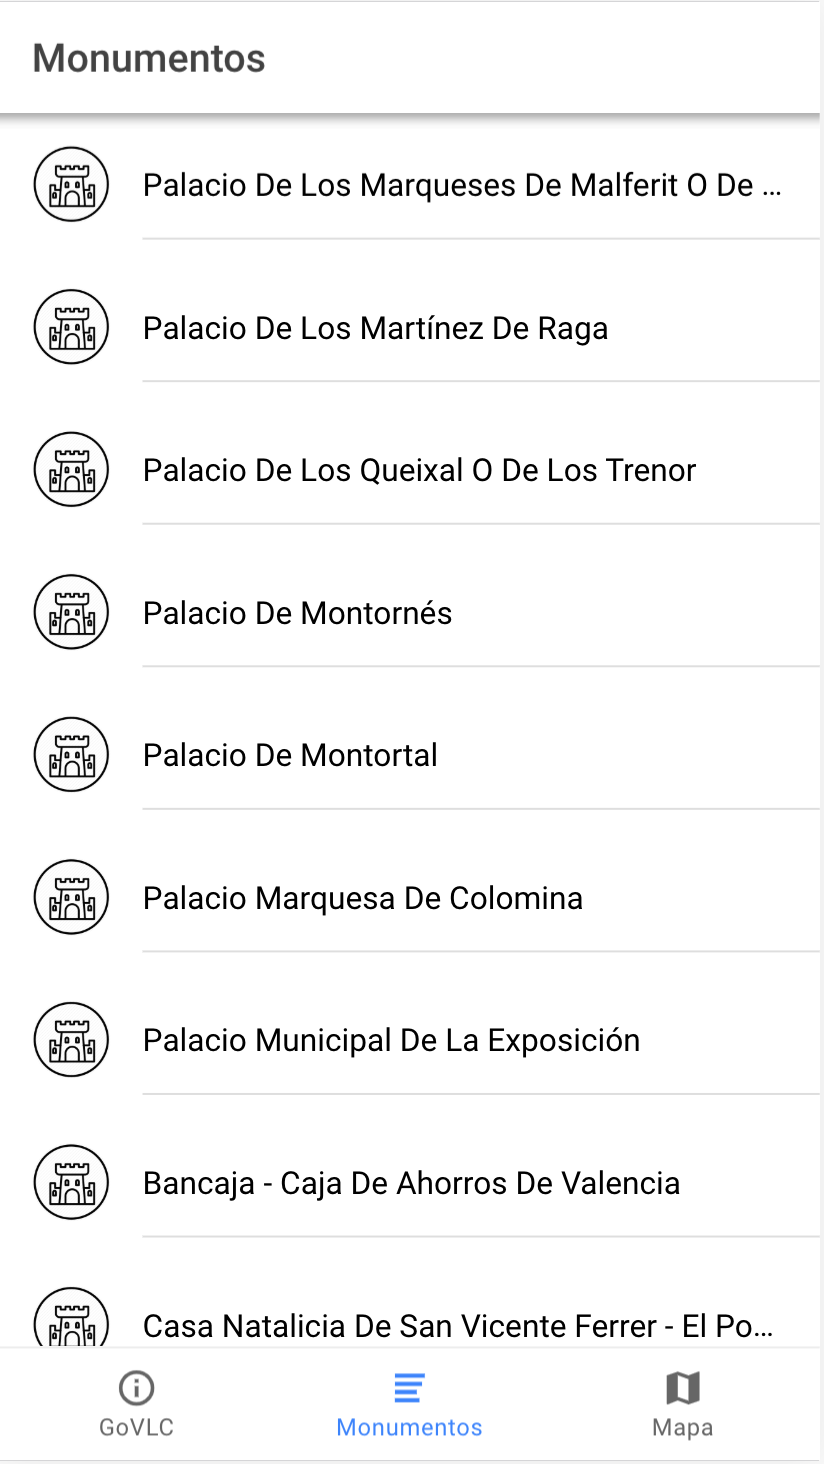 Monumentos
Palacio De Los Marqueses De Malferit O De ...
Palacio De Los Martínez De Raga
Palacio De Los Queixal O De Los Trenor
Palacio De Montornés
Palacio De Montortal
Palacio Marquesa De Colomina
Palacio Municipal De La Exposición
Bancaja - Caja De Ahorros De Valencia
Casa Natalicia De San Vicente Ferrer - El Po...
GoVLC
Monumentos
Mapa